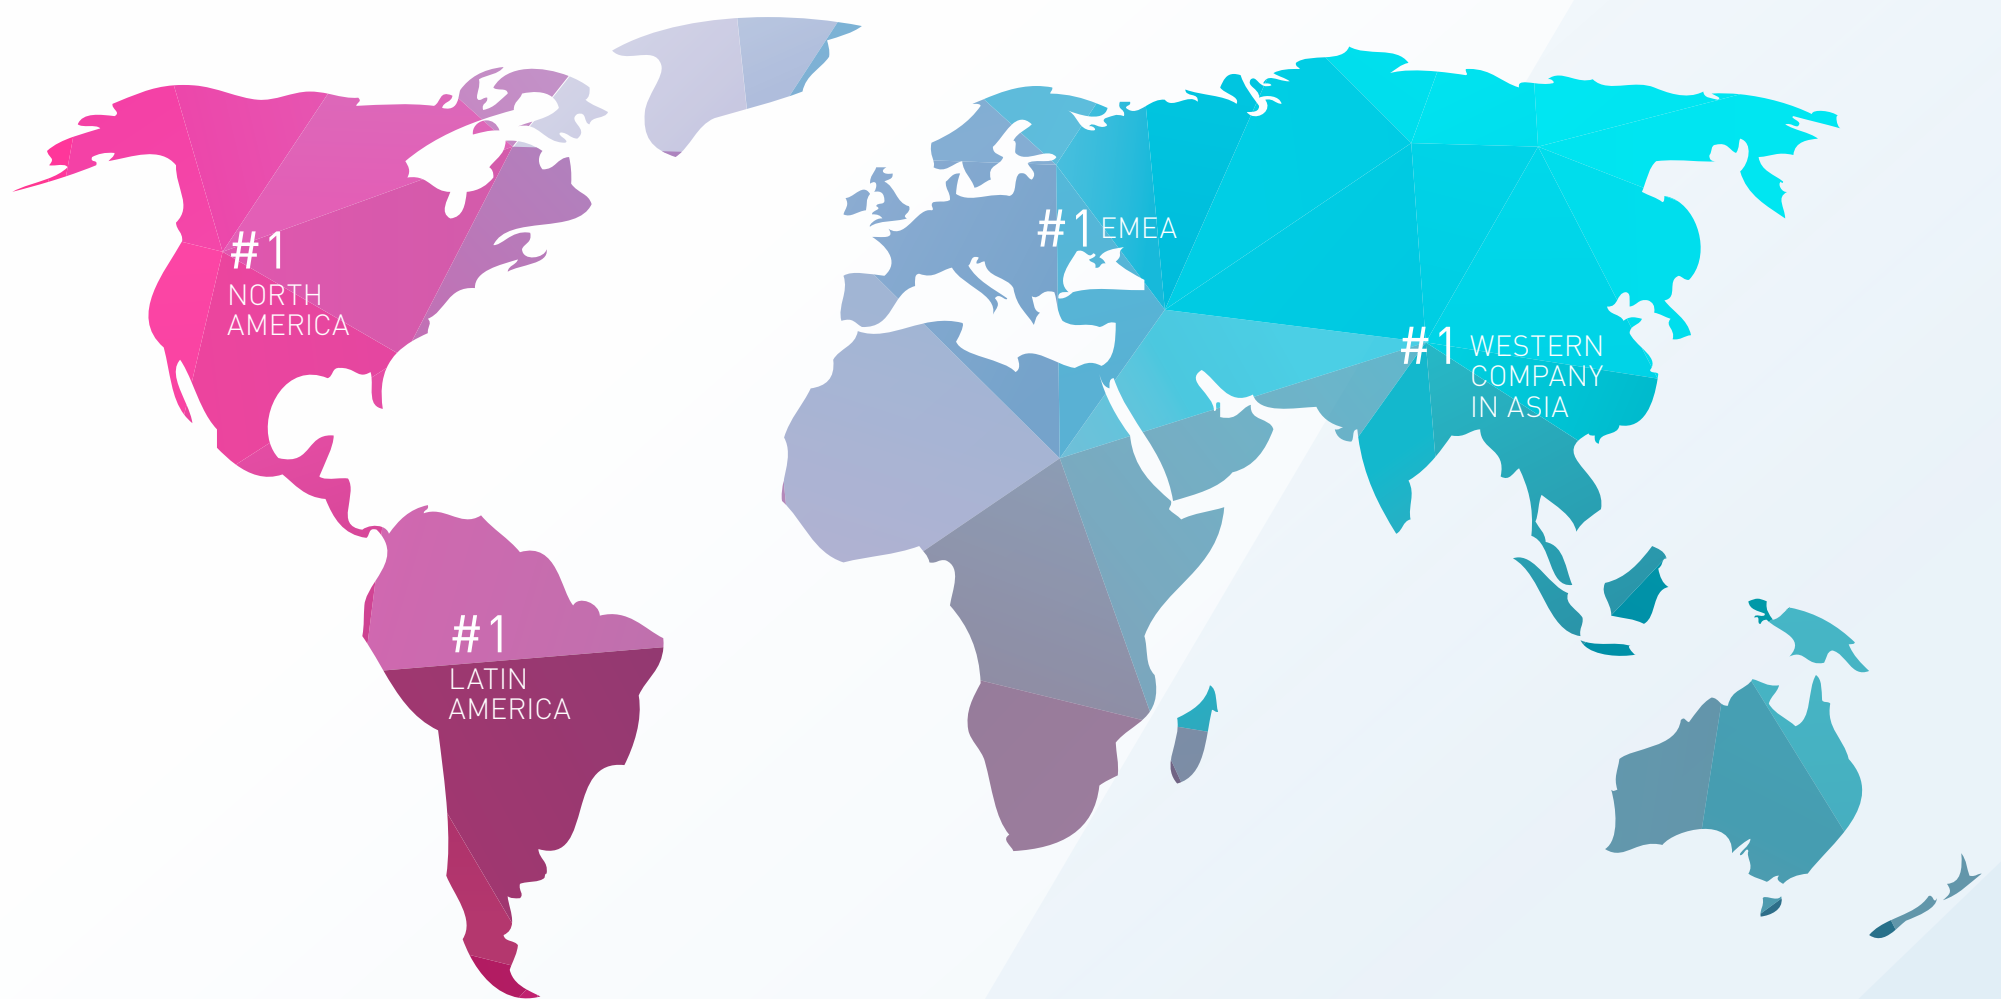 #1
NORTH
AMERICA
#1
LATIN
AMERICA
#1 EMEA
#1 WESTERN
COMPANY
IN ASIA